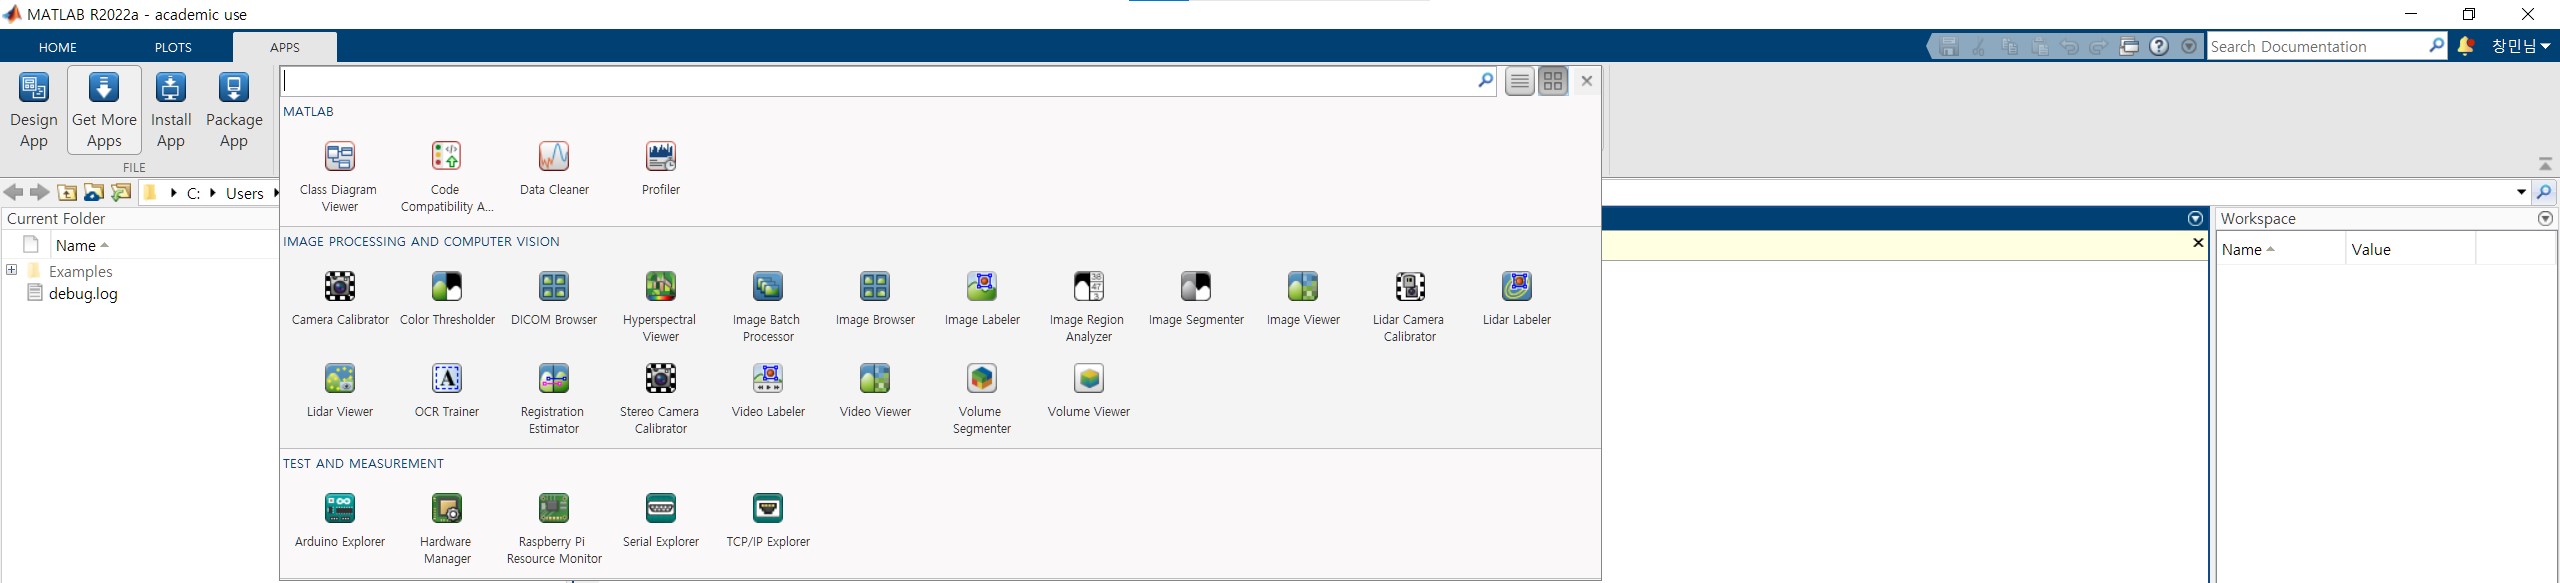 MATLAB R2022a - academic use
HOME PLOTS APPS
Search Documentation
창민님
Design App
Get More Apps
Install App
Package App
FILE
C: Users
Current Folder
Name
Examples
debug.log
MATLAB
Class Diagram Viewer
Code Compatibility A...
Data Cleaner
Profiler
IMAGE PROCESSING AND COMPUTER VISION
Camera Calibrator
Color Thresholder
DICOM Browser
Hyperspectral Viewer
Image Batch Processor
Image Browser
Image Labeler
Image Region Analyzer
Image Segmenter
Image Viewer
Lidar Camera Calibrator
Lidar Labeler
Lidar Viewer
OCR Trainer
Registration Estimator
Stereo Camera Calibrator
Video Labeler
Video Viewer
Volume Segmenter
Volume Viewer
TEST AND MEASUREMENT
Arduino Explorer
Hardware Manager
Raspberry Pi Resource Monitor
Serial Explorer
TCP/IP Explorer
Workspace
Name Value